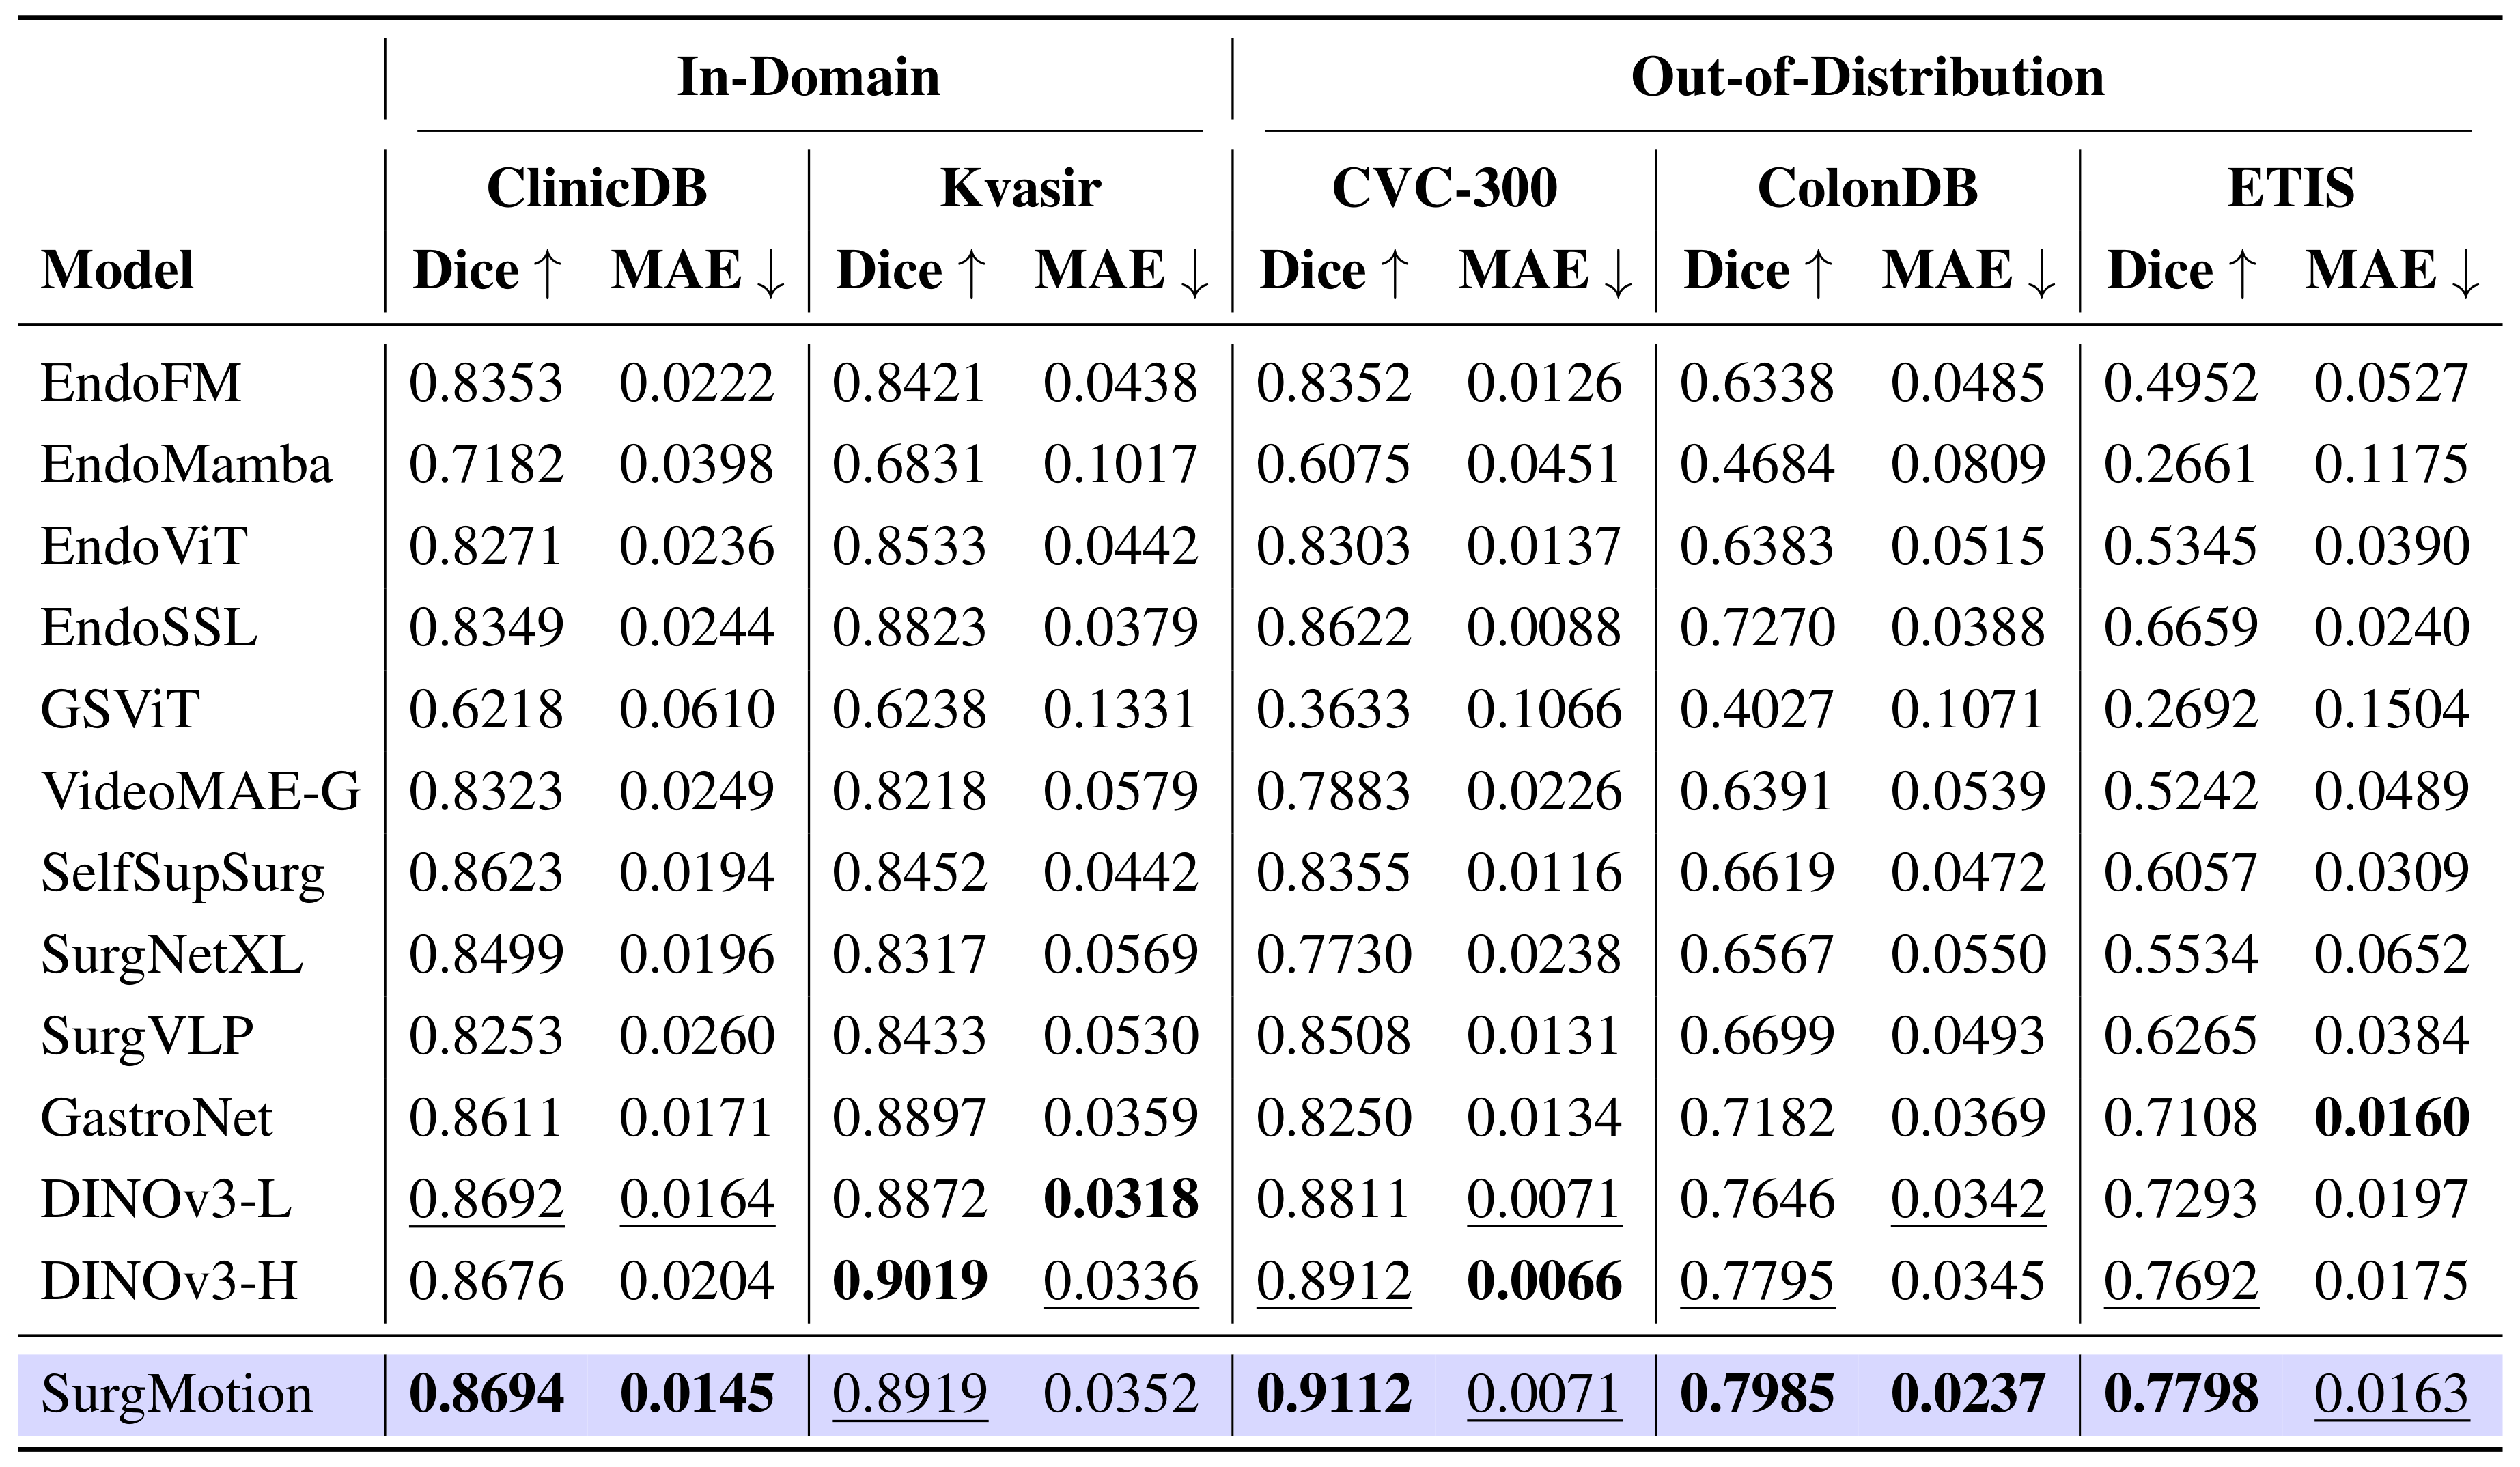 In-Domain Out-of-Distribution
ClinicDB Kvasir CVC-300 ColonDB ETIS
Model Dice ↑ MAE ↓ Dice ↑ MAE ↓ Dice ↑ MAE ↓ Dice ↑ MAE ↓ Dice ↑ MAE ↓
EndoFM 0.8353 0.0222 0.8421 0.0438 0.8352 0.0126 0.6338 0.0485 0.4952 0.0527
EndoMamba 0.7182 0.0398 0.6831 0.1017 0.6075 0.0451 0.4684 0.0809 0.2661 0.1175
EndoViT 0.8271 0.0236 0.8533 0.0442 0.8303 0.0137 0.6383 0.0515 0.5345 0.0390
EndoSSL 0.8349 0.0244 0.8823 0.0379 0.8622 0.0088 0.7270 0.0388 0.6659 0.0240
GSViT 0.6218 0.0610 0.6238 0.1331 0.3633 0.1066 0.4027 0.1071 0.2692 0.1504
VideoMAE-G 0.8323 0.0249 0.8218 0.0579 0.7883 0.0226 0.6391 0.0539 0.5242 0.0489
SelfSupSurg 0.8623 0.0194 0.8452 0.0442 0.8355 0.0116 0.6619 0.0472 0.6057 0.0309
SurgNetXL 0.8499 0.0196 0.8317 0.0569 0.7730 0.0238 0.6567 0.0550 0.5534 0.0652
SurgVLP 0.8253 0.0260 0.8433 0.0530 0.8508 0.0131 0.6699 0.0493 0.6265 0.0384
GastroNet 0.8611 0.0171 0.8897 0.0359 0.8250 0.0134 0.7182 0.0369 0.7108 0.0160
DINOv3-L 0.8692 0.0164 0.8872 0.0318 0.8811 0.0071 0.7646 0.0342 0.7293 0.0197
DINOv3-H 0.8676 0.0204 0.9019 0.0336 0.8912 0.0066 0.7795 0.0345 0.7692 0.0175
SurgMotion 0.8694 0.0145 0.8919 0.0352 0.9112 0.0071 0.7985 0.0237 0.7798 0.0163